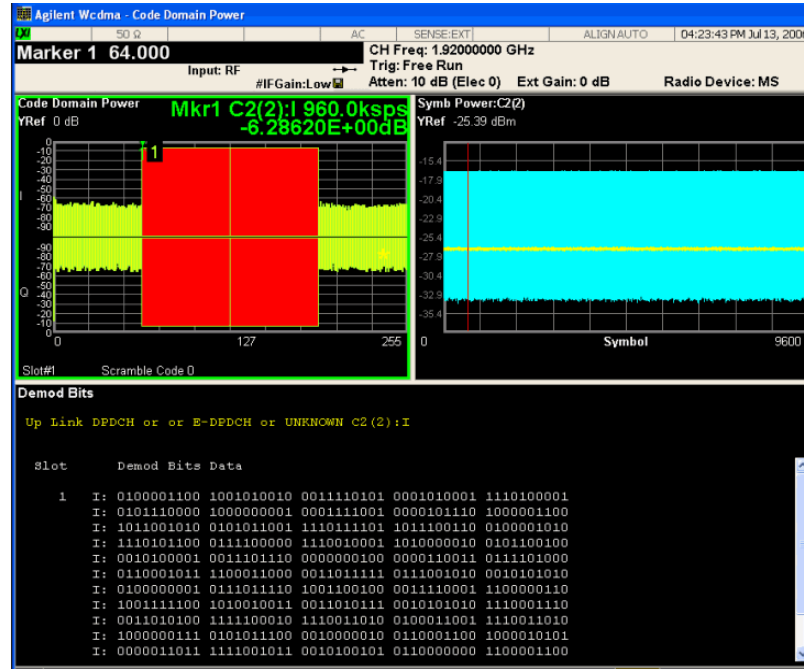 Agilent Wcdma - Code Domain Power
LXI 50 Ω AC SENSE:EXT ALIGN AUTO 04:23:43 PM Jul 13, 200
Marker 1 64.000
Input: RF
#IFGain:Low
CH Freq: 1.92000000 GHz
Trig: Free Run
Atten: 10 dB (Elec 0) Ext Gain: 0 dB Radio Device: MS
Code Domain Power
YRef 0 dB
Mkr1 C2(2):I 960.0ksps
-6.28620E+00dB
1
0
-10
-20
-30
-40
-50
-60
-70
-80
-90
I
-90
-80
-70
-60
-50
-40
-30
-20
-10
0
Q
0 127 255
Slot#1 Scramble Code 0
Symb Power:C2(2)
YRef -25.39 dBm
-15.4
-17.9
-20.4
-22.9
-25.4
-27.9
-30.4
-32.9
-35.4
0 Symbol 9600
Demod Bits
Up Link DPDCH or or E-DPDCH or UNKNOWN C2(2):I
Slot Demod Bits Data
1 I: 0100001100 1001010010 0011110101 0001010001 1110100001
I: 0101110000 1000000001 0001111001 0000101110 1000001100
I: 1011001010 0101011001 1110111101 1011100110 0100001010
I: 1110101100 0111100000 1110010001 1010000010 0101100100
I: 0010100001 0011101110 0000000100 0000110011 0111101000
I: 0110001011 1100011000 0011011111 0111001010 0010101010
I: 0100000001 0111011110 1001100100 0011110001 1100000110
I: 1001111100 1010010011 0011010111 0010101010 1110001110
I: 0011010100 1111100010 1110011010 0100011001 1110011010
I: 1000000111 0101011100 0010000010 0110001100 1000010101
I: 0000011011 1111001011 0010100101 0110000000 1100001100